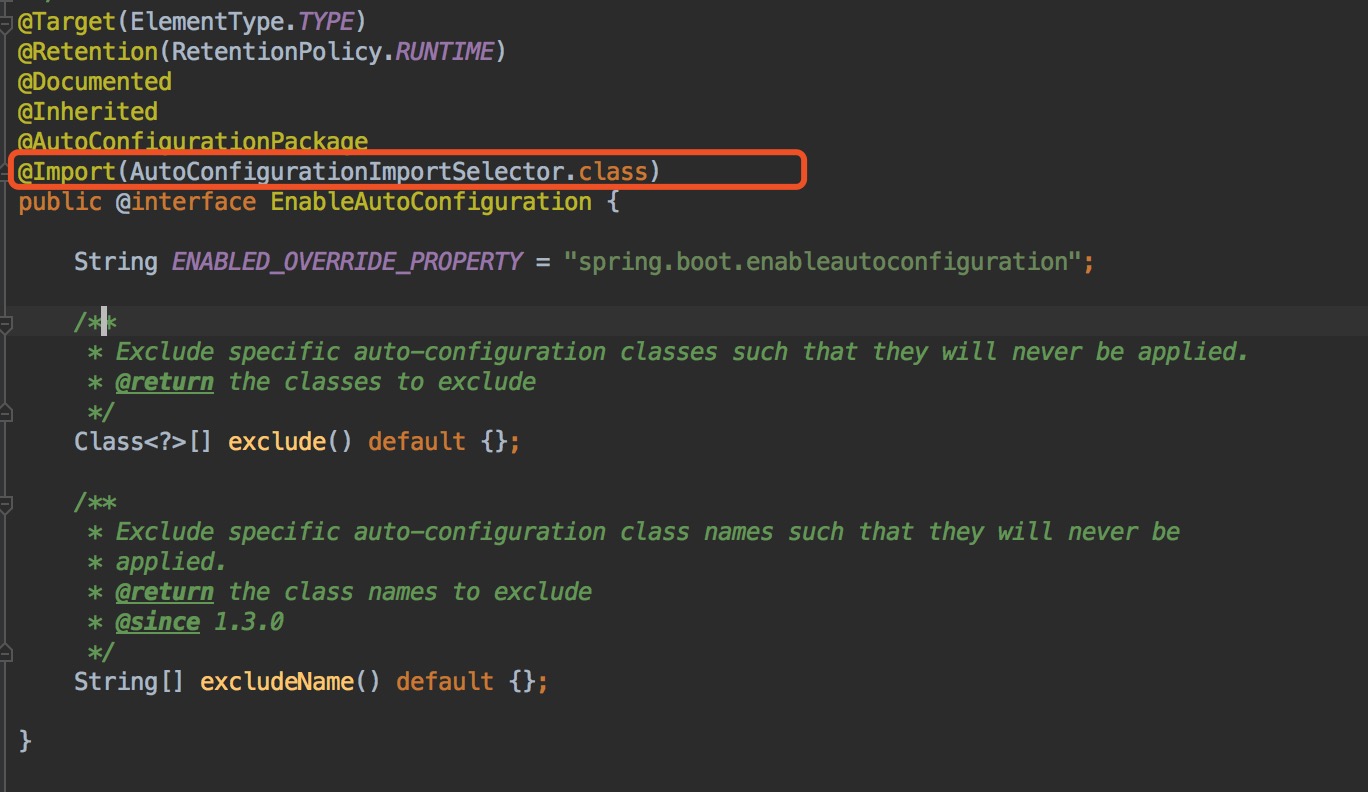 @Target(ElementType.TYPE)
@Retention(RetentionPolicy.RUNTIME)
@Documented
@Inherited
@AutoConfigurationPackage
@Import(AutoConfigurationImportSelector.class)
public @interface EnableAutoConfiguration {
String ENABLED_OVERRIDE_PROPERTY = "spring.boot.enableautoconfiguration";
/**
* Exclude specific auto-configuration classes such that they will never be applied.
* @return the classes to exclude
*/
Class<?>[] exclude() default {};
/**
* Exclude specific auto-configuration class names such that they will never be
* applied.
* @return the class names to exclude
* @since 1.3.0
*/
String[] excludeName() default {};
}